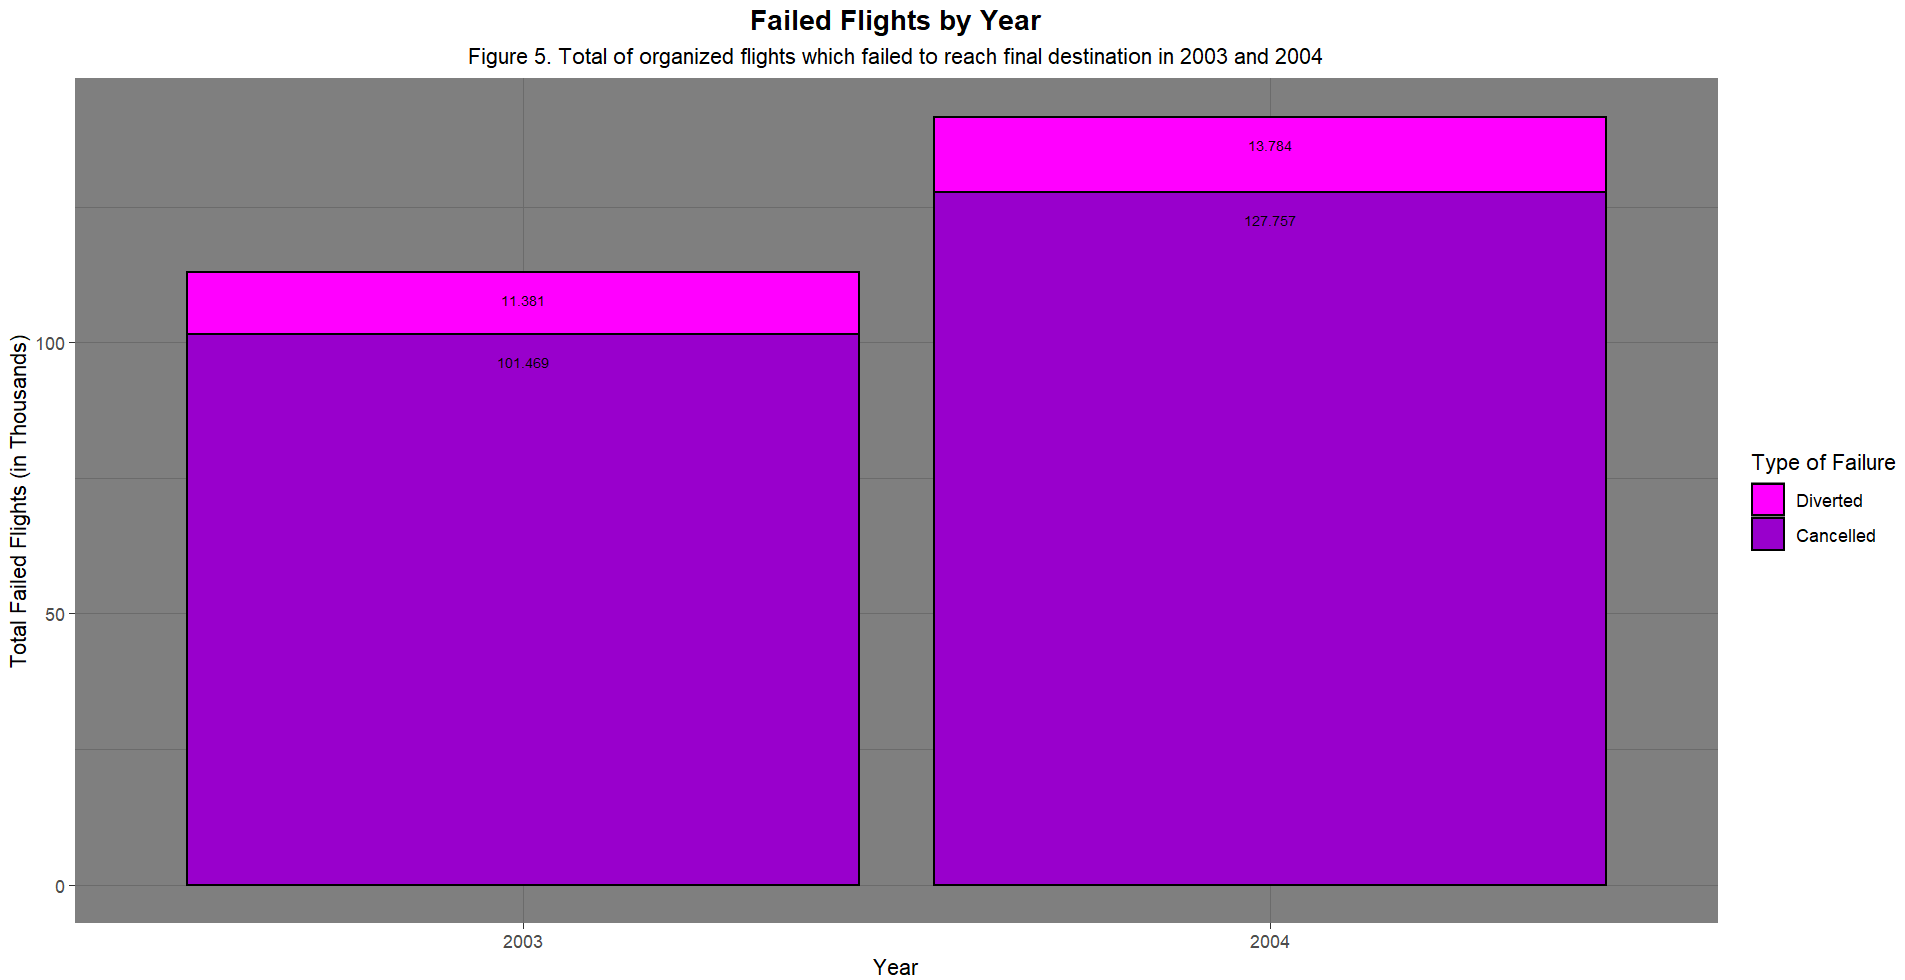 Failed Flights by Year
Figure 5. Total of organized flights which failed to reach final destination in 2003 and 2004
Total Failed Flights (in Thousands)
100
50
0
13.784
127.757
11.381
101.469
2003
2004
Year
Type of Failure
Diverted
Cancelled